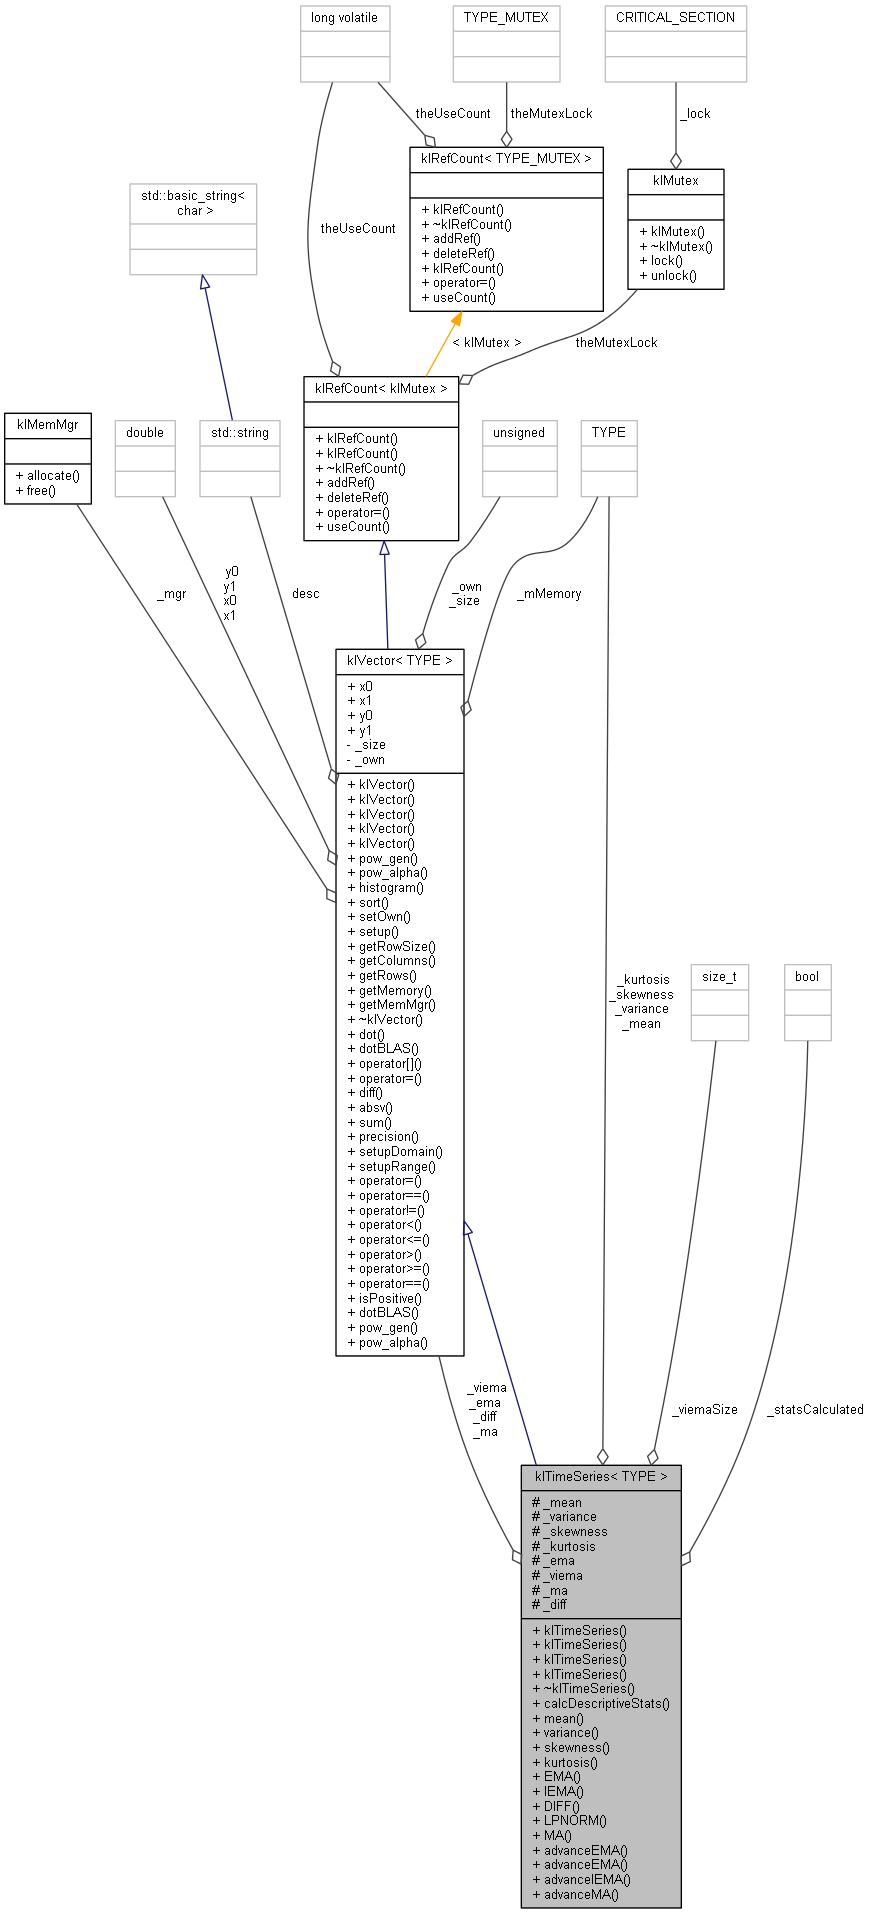 long volatile
TYPE_MUTEX
CRITICAL_SECTION
theUseCount
theMutexLock
_lock
klRefCount< TYPE_MUTEX >
+ klRefCount()
+ ~klRefCount()
+ addRef()
+ deleteRef()
+ klRefCount()
+ operator=()
+ useCount()
klMutex
+ klMutex()
+ ~klMutex()
+ lock()
+ unlock()
std::basic_string<
char >
theUseCount
< klMutex >
theMutexLock
klRefCount< klMutex >
+ klRefCount()
+ klRefCount()
+ ~klRefCount()
+ addRef()
+ deleteRef()
+ operator=()
+ useCount()
klMemMgr
+ allocate()
+ free()
double
std::string
unsigned
TYPE
_mgr
y0
y1
x0
x1
desc
_own
_size
_mMemory
klVector< TYPE >
+ x0
+ x1
+ y0
+ y1
- _size
- _own
+ klVector()
+ klVector()
+ klVector()
+ klVector()
+ klVector()
+ pow_gen()
+ pow_alpha()
+ histogram()
+ sort()
+ setOwn()
+ setup()
+ getRowSize()
+ getColumns()
+ getRows()
+ getMemory()
+ getMemMgr()
+ ~klVector()
+ dot()
+ dotBLAS()
+ operator[]()
+ operator=()
+ diff()
+ absv()
+ sum()
+ precision()
+ setupDomain()
+ setupRange()
+ operator=()
+ operator==()
+ operator!=()
+ operator<()
+ operator<=()
+ operator>()
+ operator>=()
+ operator==()
+ isPositive()
+ dotBLAS()
+ pow_gen()
+ pow_alpha()
_kurtosis
_skewness
_variance
_mean
size_t
bool
_viema
_ema
_diff
_ma
_viemaSize
_statsCalculated
klTimeSeries< TYPE >
# _mean
# _variance
# _skewness
# _kurtosis
# _ema
# _viema
# _ma
# _diff
+ klTimeSeries()
+ klTimeSeries()
+ klTimeSeries()
+ klTimeSeries()
+ ~klTimeSeries()
+ calcDescriptiveStats()
+ mean()
+ variance()
+ skewness()
+ kurtosis()
+ EMA()
+ IEMA()
+ DIFF()
+ LPNORM()
+ MA()
+ advanceEMA()
+ advanceEMA()
+ advanceIEMA()
+ advanceMA()